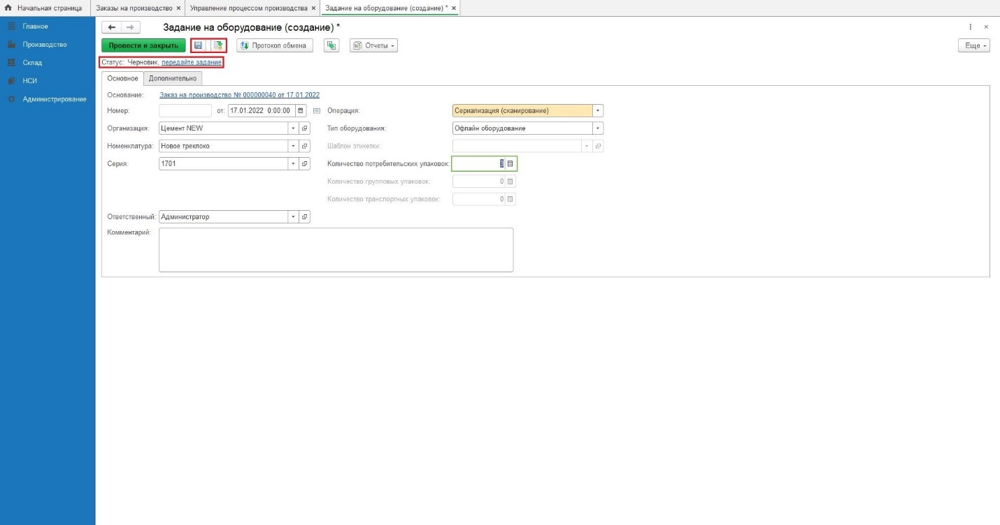 Начальная страница
Заказы на производство ×
Управление процессом производства ×
Задание на оборудование (создание) * ×
Главное
Производство
Склад
НСИ
Администрирование
Задание на оборудование (создание) *
Провести и закрыть
Протокол обмена
Отчеты
Еще
Статус: Черновик, передайте задание
Основное
Дополнительно
Основание: Заказ на производство № 000000040 от 17.01.2022
Номер: от: 17.01.2022 0:00:00
Операция: Сериализация (сканирование)
Организация: Цемент NEW
Тип оборудования: Офлайн оборудование
Номенклатура: Новое треклоко
Шаблон этикетки:
Серия: 1701
Количество потребительских упаковок: 3
Количество групповых упаковок: 0
Количество транспортных упаковок: 0
Ответственный: Администратор
Комментарий: